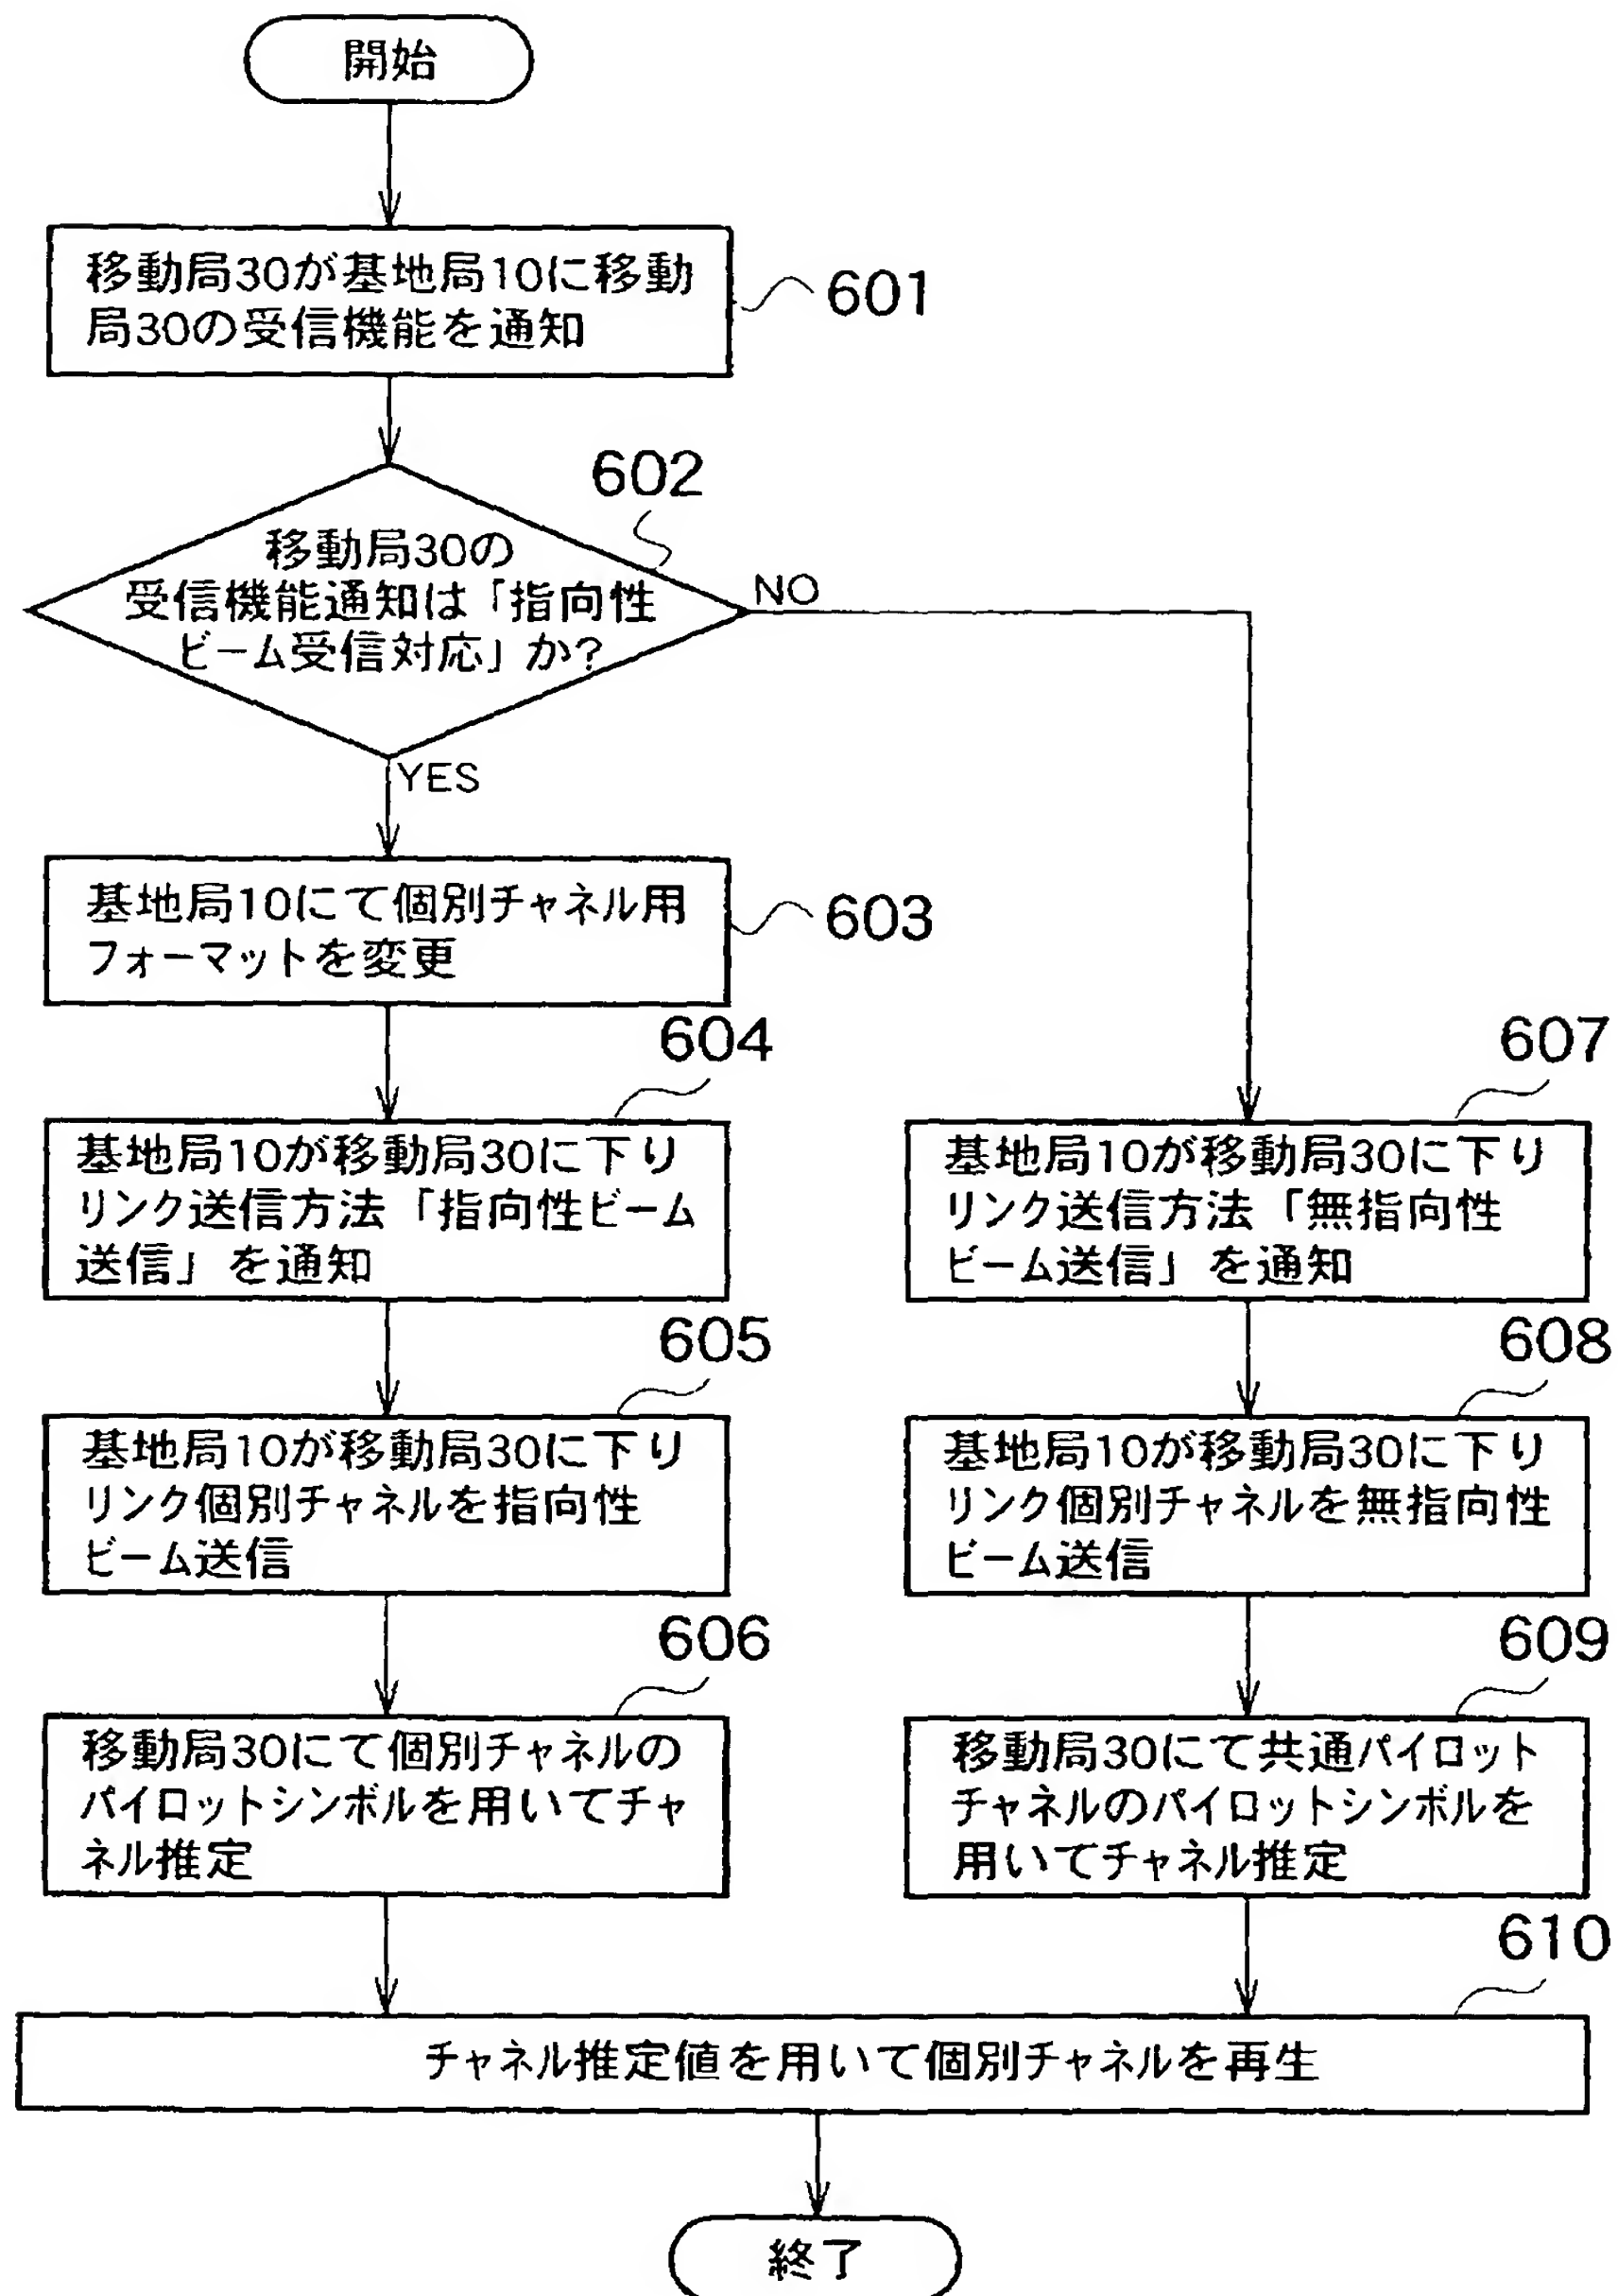 開始
移動局30が基地局10に移動
局30の受信機能を通知
601
602
移動局30の
受信機能通知は「指向性
ビーム受信対応」か?
NO
YES
基地局10にて個別チャネル用
フォーマットを変更
603
604
基地局10が移動局30に下り
リンク送信方法「指向性ビーム
送信」を通知
605
基地局10が移動局30に下り
リンク個別チャネルを指向性
ビーム送信
606
移動局30にて個別チャネルの
パイロットシンボルを用いてチャ
ネル推定
607
基地局10が移動局30に下り
リンク送信方法「無指向性
ビーム送信」を通知
608
基地局10が移動局30に下り
リンク個別チャネルを無指向性
ビーム送信
609
移動局30にて共通パイロット
チャネルのパイロットシンボルを
用いてチャネル推定
610
チャネル推定値を用いて個別チャネルを再生
終了